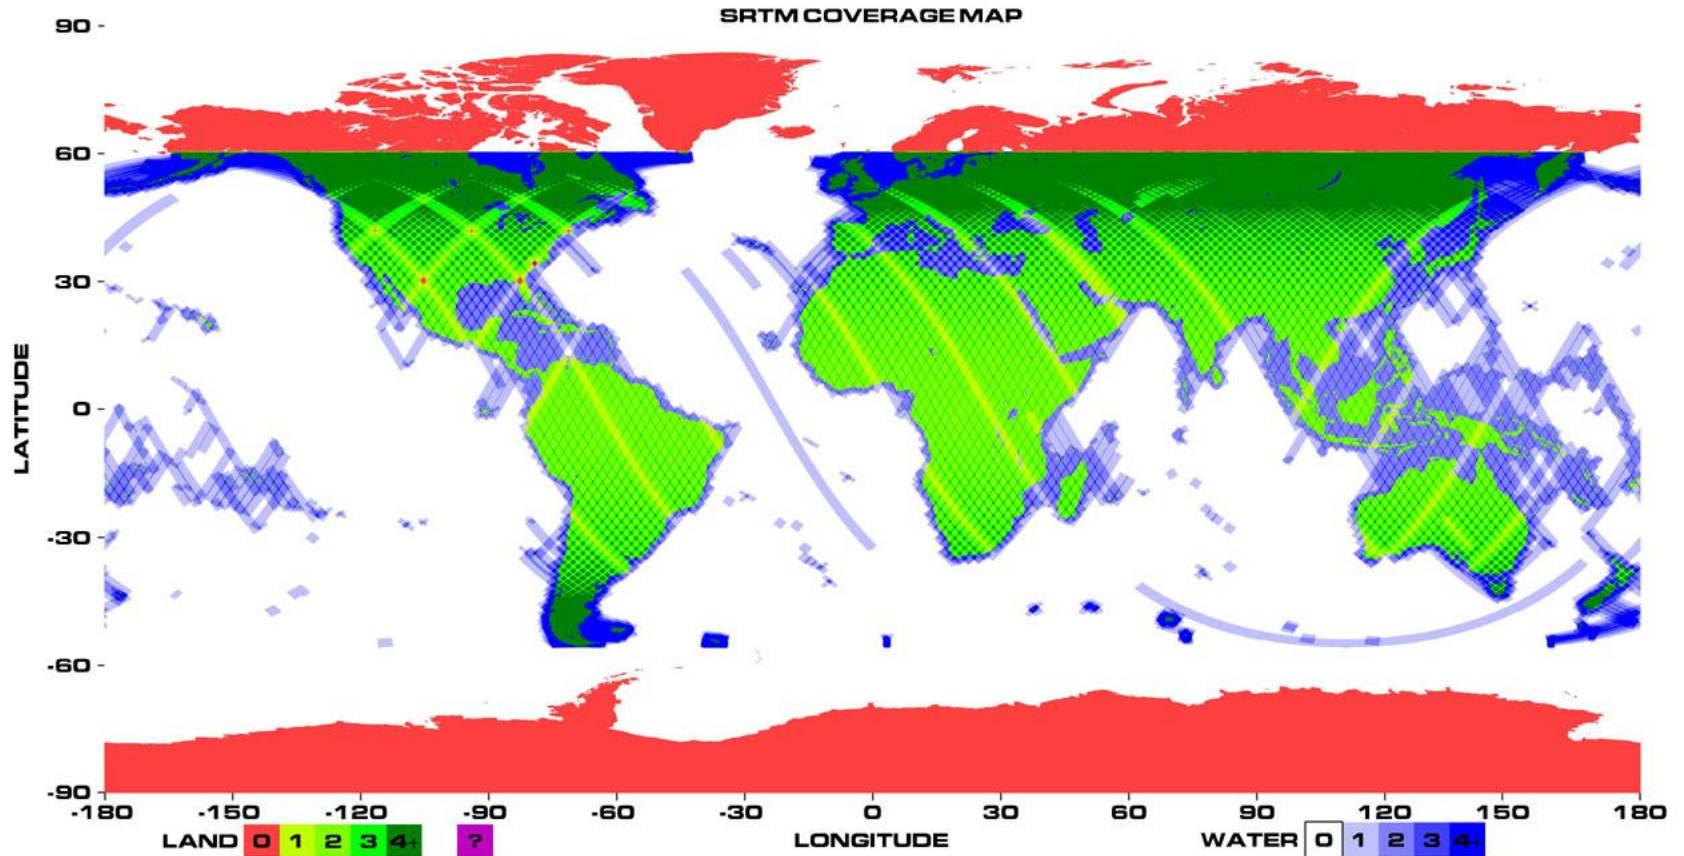 SRTM COVERAGE MAP
90
60
30
0
-30
-60
-90
LATITUDE
-180 -150 -120 -90 -60 -30 0 30 60 90 120 150 180
LAND 0 1 2 3 4+ ? LONGITUDE WATER 0 1 2 3 4+